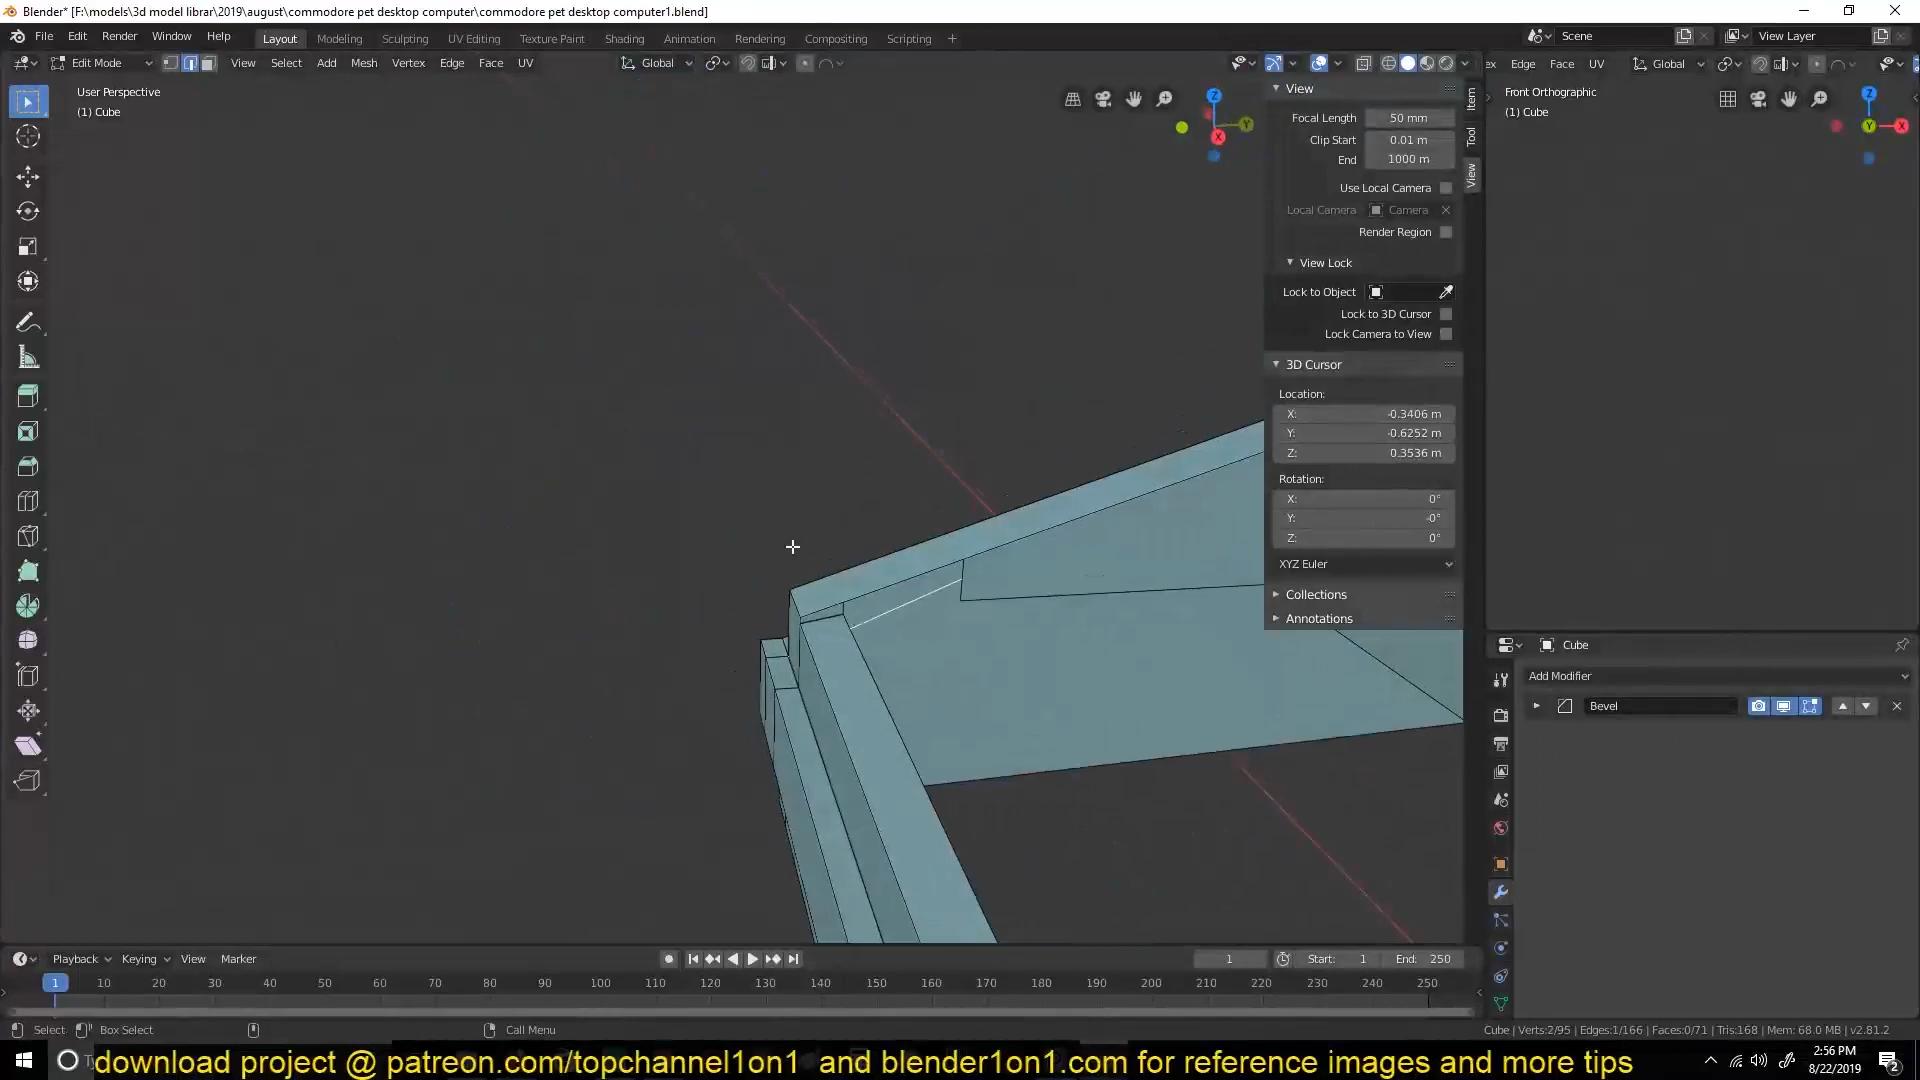 Blender* [F:\models\3d model librar\2019\august\commodore pet desktop computer\commodore pet desktop computer1.blend]
File Edit Render Window Help Layout Modeling Sculpting UV Editing Texture Paint Shading Animation Rendering Compositing Scripting + Scene View Layer
Edit Mode View Select Add Mesh Vertex Edge Face UV Global ex Edge Face UV Global
User Perspective
(1) Cube
Z
Y
X
View
Focal Length 50 mm
Clip Start 0.01 m
End 1000 m
Use Local Camera
Local Camera Camera
Render Region
View Lock
Lock to Object
Lock to 3D Cursor
Lock Camera to View
3D Cursor
Location:
X: -0.3406 m
Y: -0.6252 m
Z: 0.3536 m
Rotation:
X: 0°
Y: -0°
Z: 0°
XYZ Euler
Collections
Annotations
Item
Tool
View
Front Orthographic
(1) Cube
Z
Y
X
Cube
Add Modifier
Bevel
Playback Keying View Marker 1 Start: 1 End: 250
1 10 20 30 40 50 60 70 80 90 100 110 120 130 140 150 160 170 180 190 200 210 220 230 240 250
Select Box Select Call Menu Cube | Verts:2/95 | Edges:1/166 | Faces:0/71 | Tris:168 | Mem: 68.0 MB | v2.81.2
download project @ patreon.com/topchannel1on1 and blender1on1.com for reference images and more tips
2:56 PM
8/22/2019
2